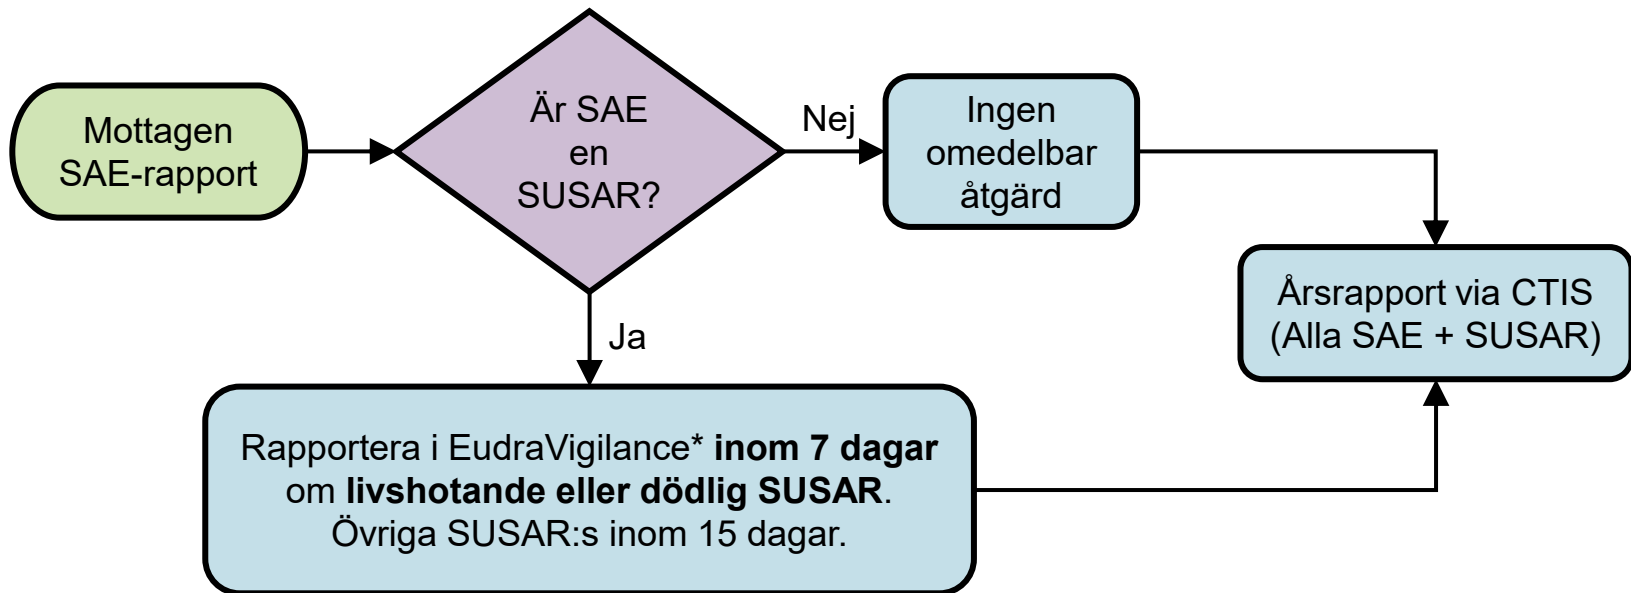 Mottagen
SAE-rapport
Är SAE
en
SUSAR?
Nej
Ingen
omedelbar
åtgärd
Årsrapport via CTIS
(Alla SAE + SUSAR)
Ja
Rapportera i EudraVigilance* inom 7 dagar
om livshotande eller dödlig SUSAR.
Övriga SUSAR:s inom 15 dagar.